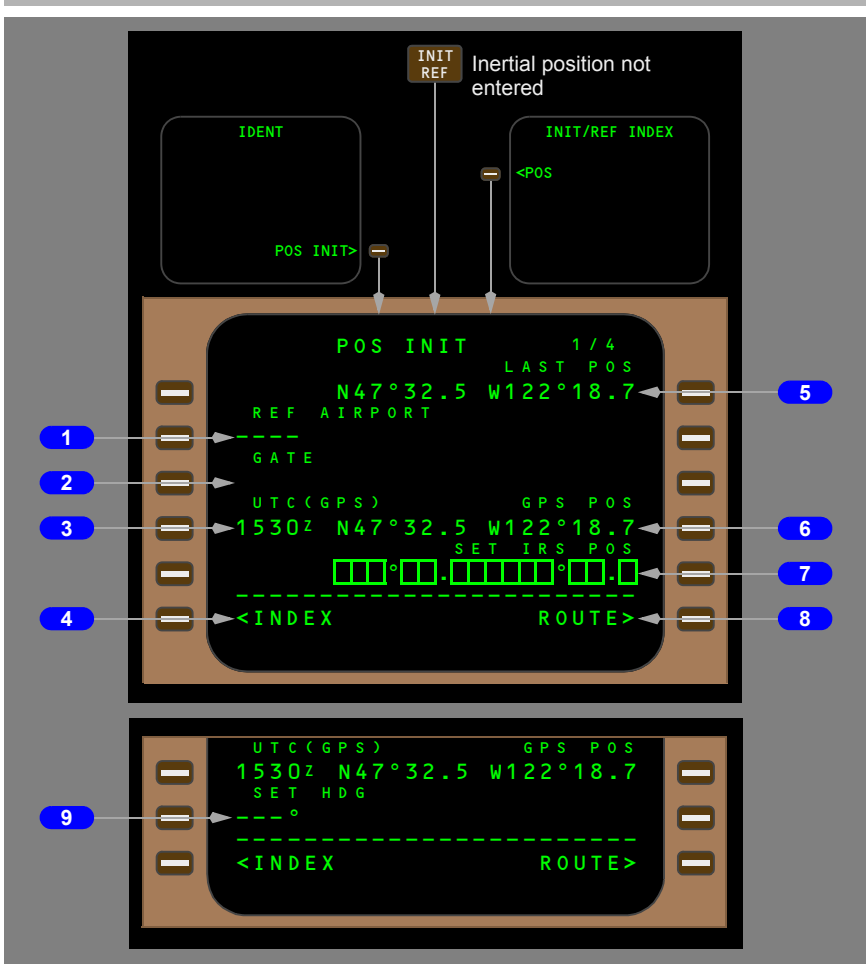 INIT
REF
Inertial position not
entered
IDENT
POS INIT>
INIT/REF INDEX
<POS
POS INIT 1/4
LAST POS
N47°32.5 W122°18.7
5
REF AIRPORT
1
----
GATE
2
UTC(GPS) GPS POS
3
1530z N47°32.5 W122°18.7
6
SET IRS POS
□□□°□□.□□□□□□°□□.□
7
--------------------------
4
<INDEX ROUTE>
8
UTC(GPS) GPS POS
1530z N47°32.5 W122°18.7
SET HDG
9
---°
--------------------------
<INDEX ROUTE>